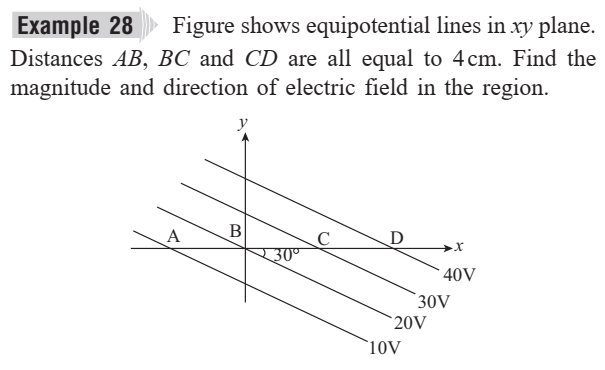 Example 28 Figure shows equipotential lines in xy plane.
Distances AB, BC and CD are all equal to 4 cm. Find the
magnitude and direction of electric field in the region.
y
A B C D
x
30°
40V
30V
20V
10V